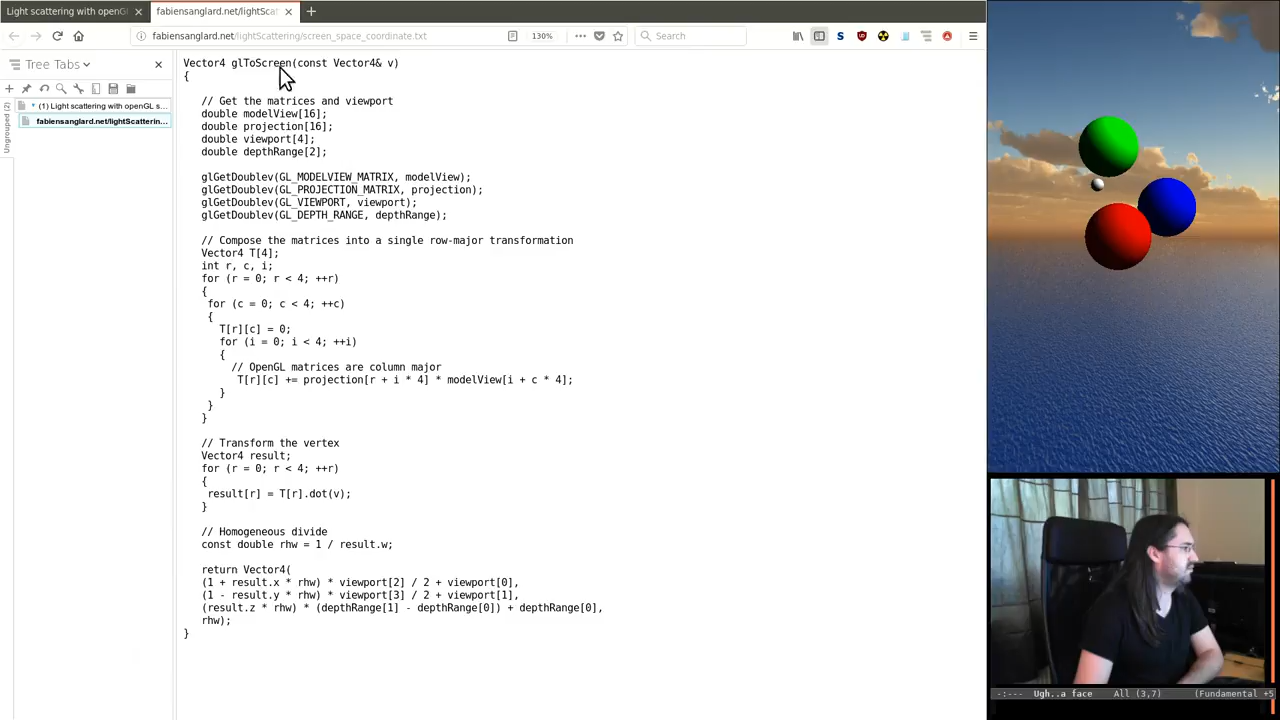 Light scattering with openG
fabiensanglard.net/lightScat
fabiensanglard.net/lightScattering/screen_space_coordinate.txt
130%
Search
Tree Tabs
(1) Light scattering with openGL s...
fabiensanglard.net/lightScatterin...
Ungrouped (2)
Vector4 glToScreen(const Vector4& v)
{
// Get the matrices and viewport
double modelView[16];
double projection[16];
double viewport[4];
double depthRange[2];
glGetDoublev(GL_MODELVIEW_MATRIX, modelView);
glGetDoublev(GL_PROJECTION_MATRIX, projection);
glGetDoublev(GL_VIEWPORT, viewport);
glGetDoublev(GL_DEPTH_RANGE, depthRange);
// Compose the matrices into a single row-major transformation
Vector4 T[4];
int r, c, i;
for (r = 0; r < 4; ++r)
{
for (c = 0; c < 4; ++c)
{
T[r][c] = 0;
for (i = 0; i < 4; ++i)
{
// OpenGL matrices are column major
T[r][c] += projection[r + i * 4] * modelView[i + c * 4];
}
}
}
// Transform the vertex
Vector4 result;
for (r = 0; r < 4; ++r)
{
result[r] = T[r].dot(v);
}
// Homogeneous divide
const double rhw = 1 / result.w;
return Vector4(
(1 + result.x * rhw) * viewport[2] / 2 + viewport[0],
(1 - result.y * rhw) * viewport[3] / 2 + viewport[1],
(result.z * rhw) * (depthRange[1] - depthRange[0]) + depthRange[0],
rhw);
}
-:--- Ugh..a face All (3,7) (Fundamental +5